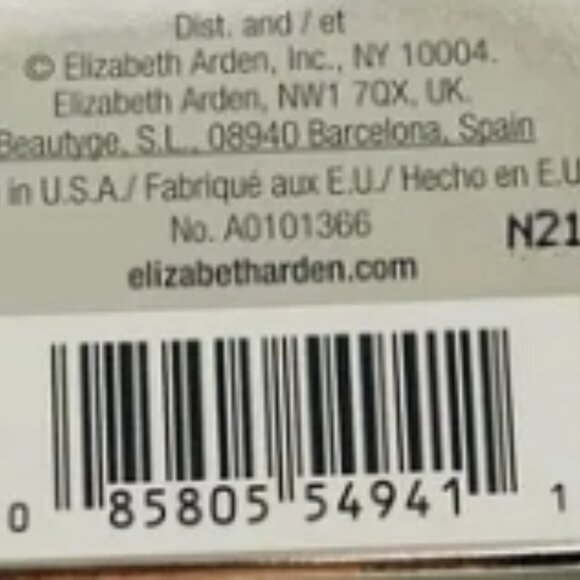 Dist. and / et
© Elizabeth Arden, Inc., NY 10004.
Elizabeth Arden, NW1 7QX, UK.
Beautyge, S.L., 08940 Barcelona, Spain
in U.S.A./ Fabriqué aux E.U./ Hecho en E.U
No. A0101366
N21
elizabetharden.com
0 85805 54941 1